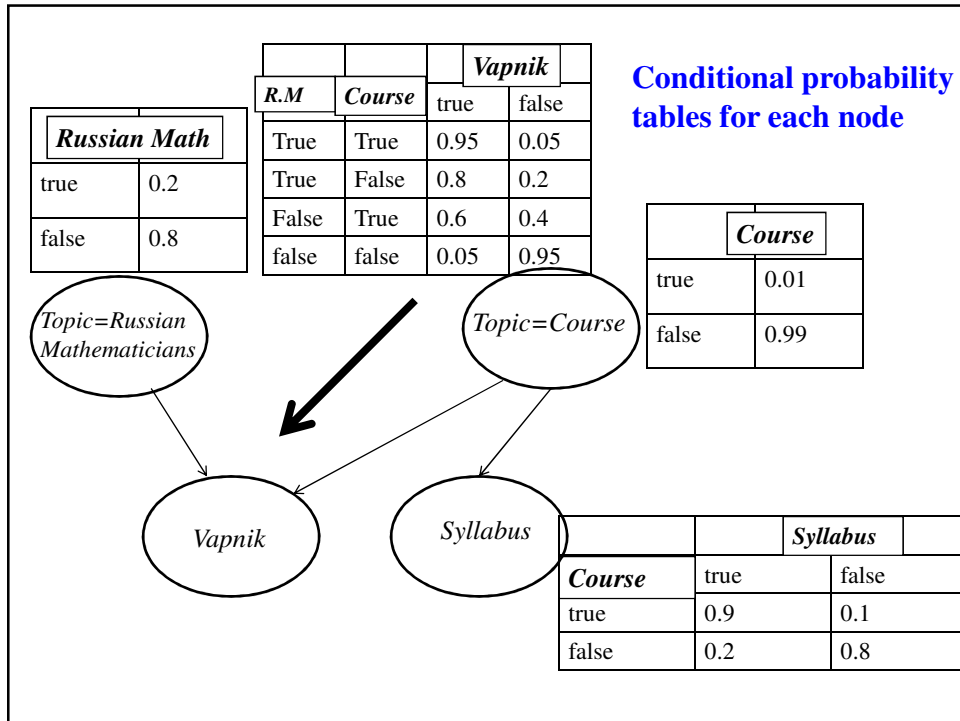 Conditional probability
tables for each node
Russian Math
true 0.2
false 0.8
Vapnik
R.M Course true false
True True 0.95 0.05
True False 0.8 0.2
False True 0.6 0.4
false false 0.05 0.95
Course
true 0.01
false 0.99
Topic=Russian
Mathematicians
Topic=Course
Vapnik
Syllabus
Syllabus
Course true false
true 0.9 0.1
false 0.2 0.8